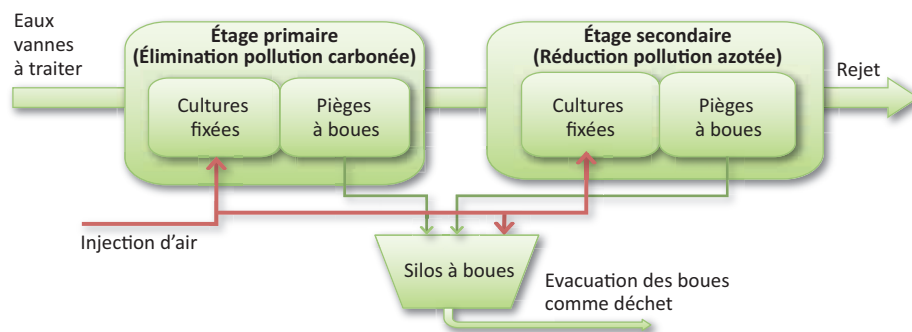 Eaux
vannes
à traiter
Étage primaire
(Élimination pollution carbonée)
Cultures
fixées
Pièges
à boues
Étage secondaire
(Réduction pollution azotée)
Cultures
fixées
Pièges
à boues
Rejet
Injection d’air
Silos à boues
Evacuation des boues
comme déchet